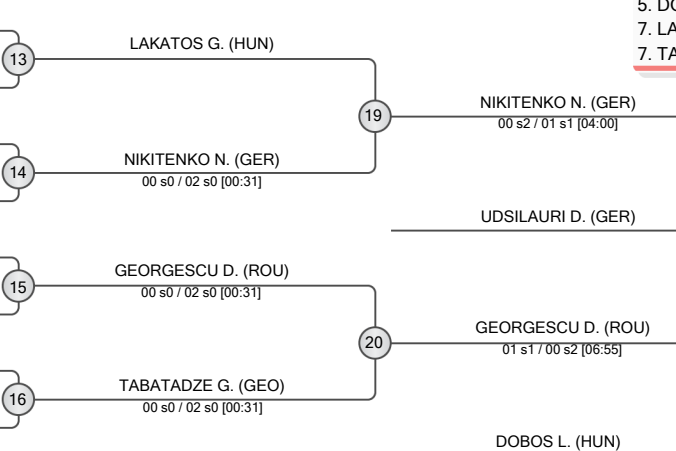 5. DO
7. LA
7. TA
13
LAKATOS G. (HUN)
19
NIKITENKO N. (GER)
00 s2 / 01 s1 [04:00]
14
NIKITENKO N. (GER)
00 s0 / 02 s0 [00:31]
UDSILAURI D. (GER)
15
GEORGESCU D. (ROU)
00 s0 / 02 s0 [00:31]
20
GEORGESCU D. (ROU)
01 s1 / 00 s2 [06:55]
16
TABATADZE G. (GEO)
00 s0 / 02 s0 [00:31]
DOBOS L. (HUN)